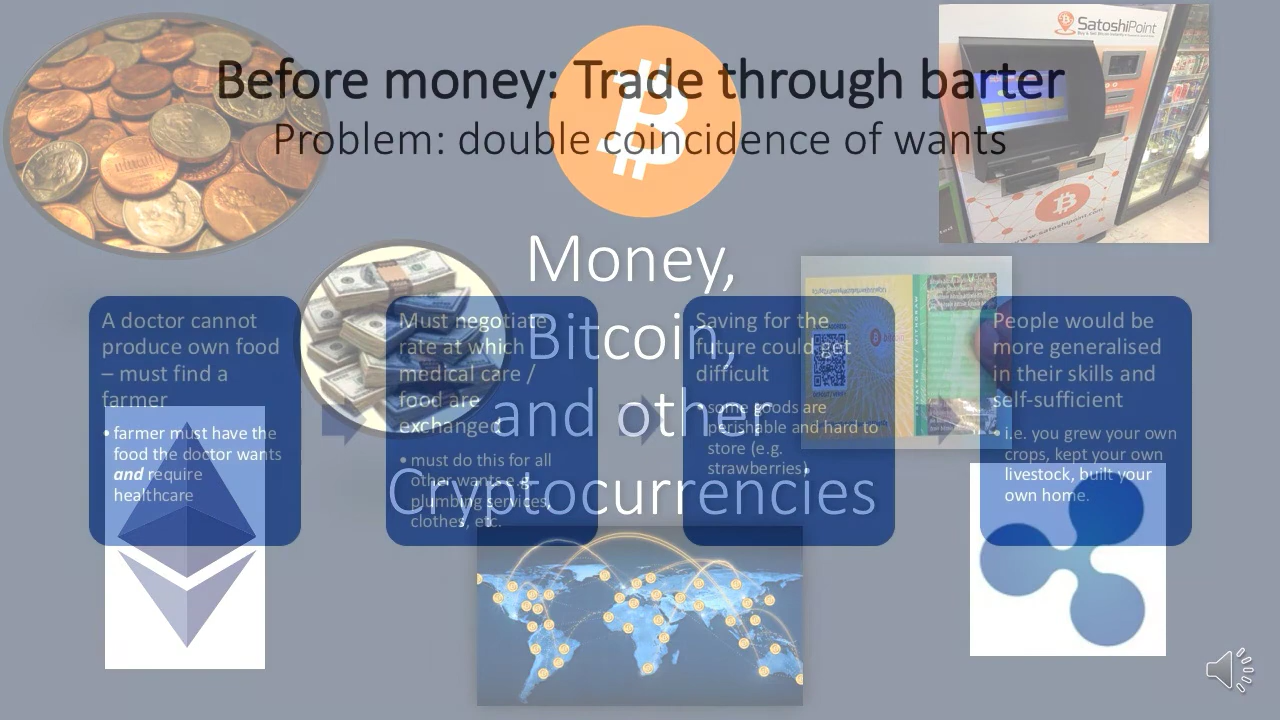 SatoshiPoint
Before money: Trade through barter
Problem: double coincidence of wants
Money,
Bitcoin,
and other
Cryptocurrencies
A doctor cannot
produce own food
– must find a
farmer
• farmer must have the
food the doctor wants
and require
healthcare
Must negotiate
rate at which
medical care /
food are
exchanged
• must do this for all
other wants e.g.
plumbing services,
clothes, etc.
Saving for the
future could get
difficult
• some goods are
perishable and hard to
store (e.g.
strawberries)
People would be
more generalised
in their skills and
self-sufficient
• i.e. you grew your own
crops, kept your own
livestock, built your
own home.